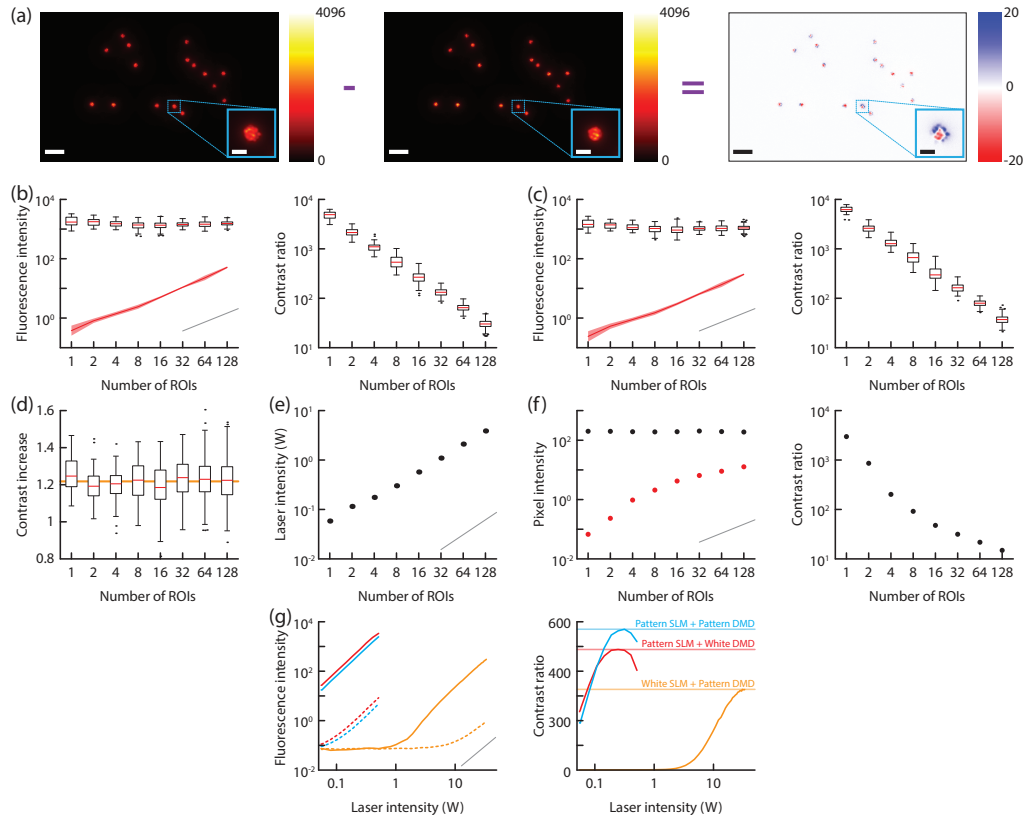 (a)
4096
0
-
4096
0
=
20
0
-20
(b)
Fluorescence intensity
10^4
10^2
10^0
1 2 4 8 16 32 64 128
Number of ROIs
Contrast ratio
10^4
10^3
10^2
10^1
1 2 4 8 16 32 64 128
Number of ROIs
(c)
Fluorescence intensity
10^4
10^2
10^0
1 2 4 8 16 32 64 128
Number of ROIs
Contrast ratio
10^4
10^3
10^2
10^1
1 2 4 8 16 32 64 128
Number of ROIs
(d)
Contrast increase
1.6
1.4
1.2
1
0.8
1 2 4 8 16 32 64 128
Number of ROIs
(e)
Laser intensity (W)
10^2
10^0
10^-2
1 2 4 8 16 32 64 128
Number of ROIs
(f)
Pixel intensity
10^2
10^0
10^-2
1 2 4 8 16 32 64 128
Number of ROIs
Contrast ratio
10^4
10^3
10^2
10^1
1 2 4 8 16 32 64 128
Number of ROIs
(g)
Fluorescence intensity
10^4
10^2
10^0
10^-2
0.1 1 10
Laser intensity (W)
Contrast ratio
600
400
200
0
Pattern SLM + Pattern DMD
Pattern SLM + White DMD
White SLM + Pattern DMD
0.1 1 10
Laser intensity (W)